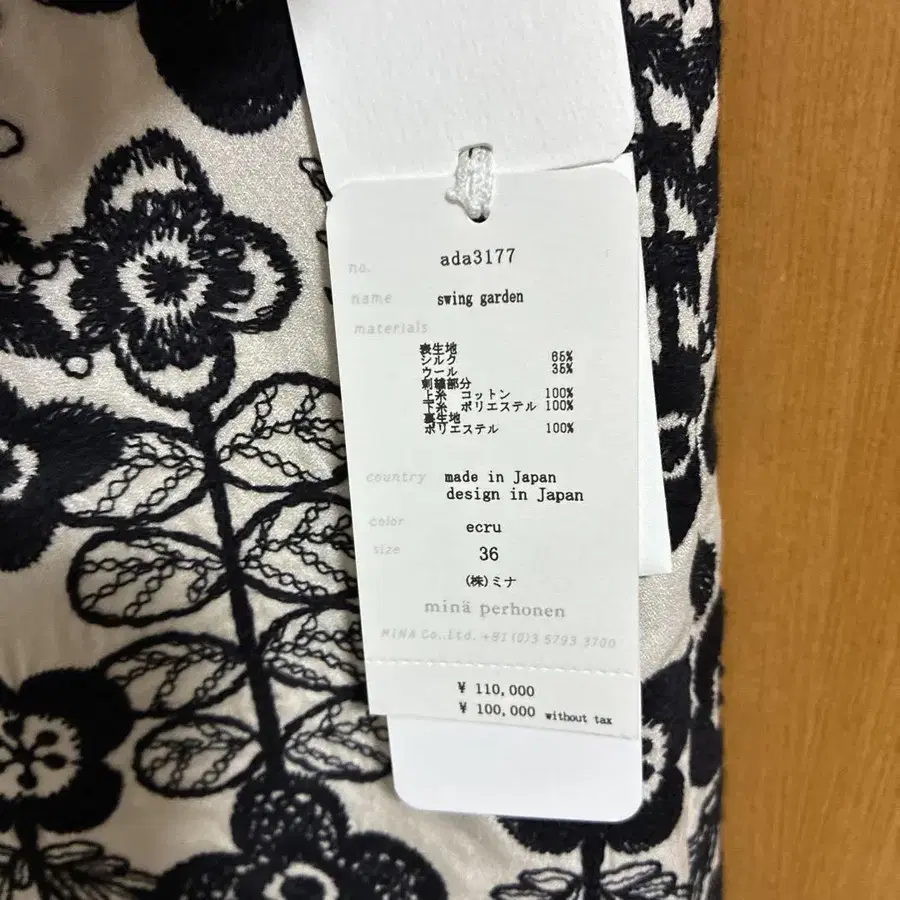 no. ada3177
name swing garden
materials
表生地
シルク 65%
ウール 35%
刺繍部分
上糸 コットン 100%
下糸 ポリエステル 100%
裏生地
ポリエステル 100%
country made in Japan
design in Japan
color ecru
size 36
(株)ミナ
minä perhonen
MINA Co.,Ltd. +81(0)3 5793 3700
¥ 110,000
¥ 100,000 without tax